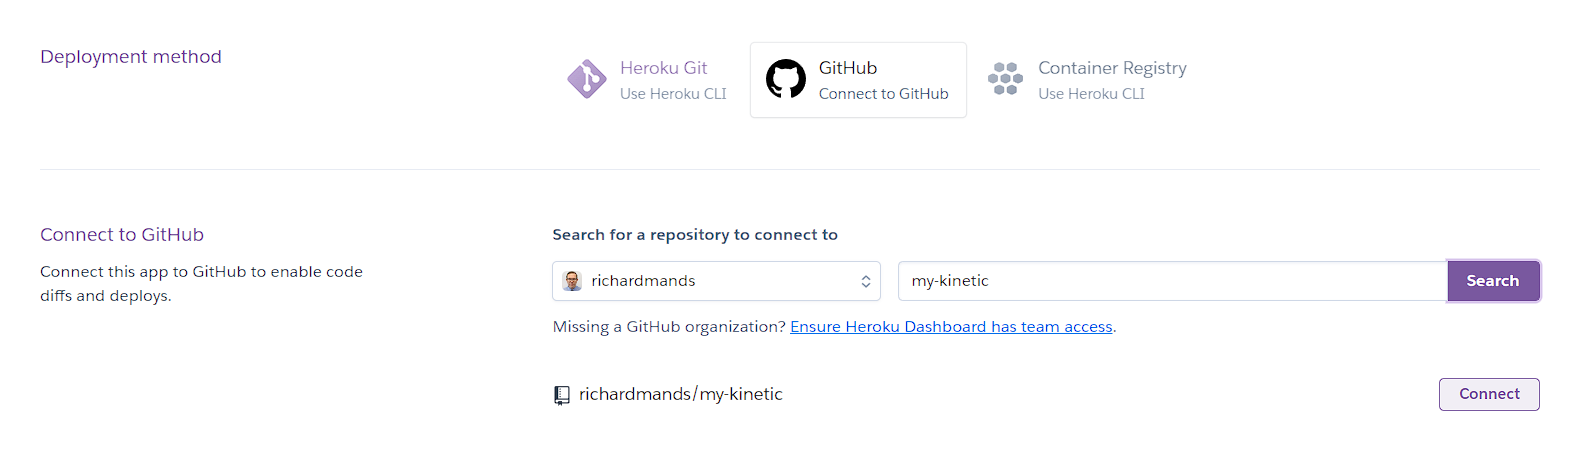 Deployment method
Heroku Git
Use Heroku CLI
GitHub
Connect to GitHub
Container Registry
Use Heroku CLI
Connect to GitHub
Connect this app to GitHub to enable code
diffs and deploys.
Search for a repository to connect to
richardmands
my-kinetic
Search
Missing a GitHub organization? Ensure Heroku Dashboard has team access.
richardmands/my-kinetic
Connect